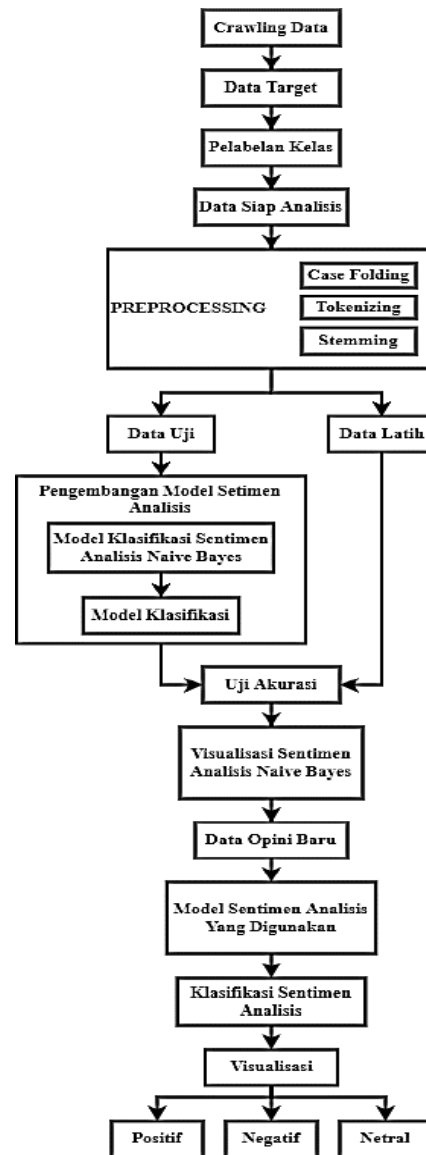 Crawling Data
Data Target
Pelabelan Kelas
Data Siap Analisis
PREPROCESSING
Case Folding
Tokenizing
Stemming
Data Uji
Data Latih
Pengembangan Model Setimen
Analisis
Model Klasifikasi Sentimen
Analisis Naive Bayes
Model Klasifikasi
Uji Akurasi
Visualisasi Sentimen
Analisis Naive Bayes
Data Opini Baru
Model Sentimen Analisis
Yang Digunakan
Klasifikasi Sentimen
Analisis
Visualisasi
Positif
Negatif
Netral